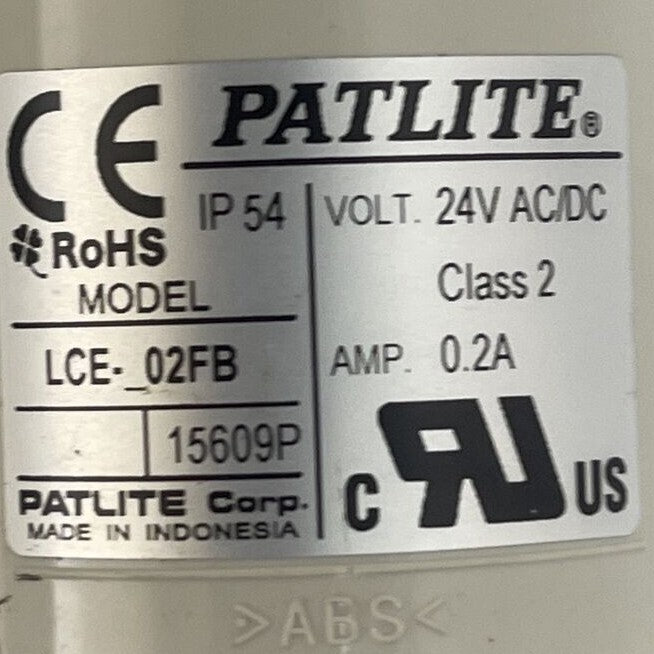 CE PATLITE®
IP 54
RoHS
MODEL
LCE-_02FB
15609P
PATLITE Corp.
MADE IN INDONESIA
VOLT. 24V AC/DC
Class 2
AMP. 0.2A
C RU US
>ABS<